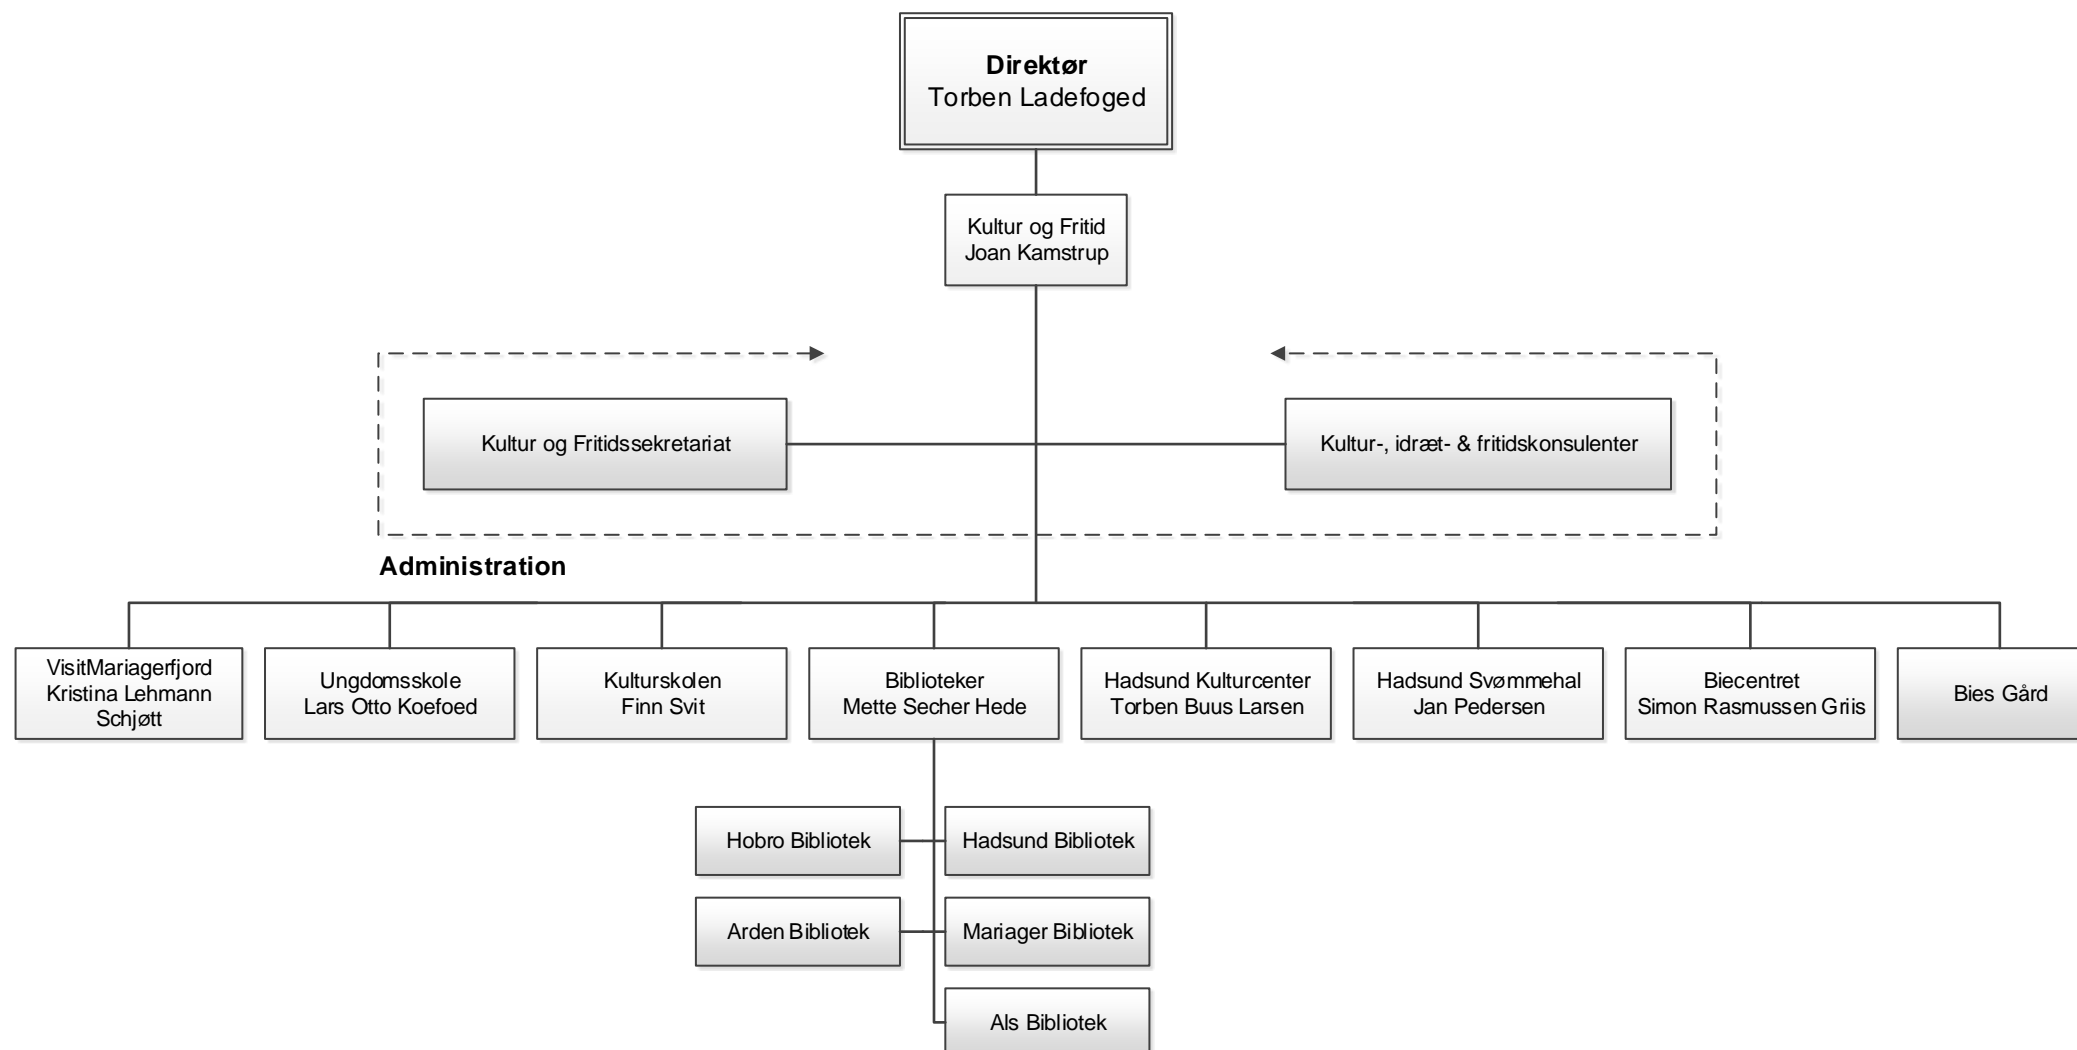 Direktør
Torben Ladefoged
Kultur og Fritid
Joan Kamstrup
Kultur og Fritidssekretariat
Kultur-, idræt- & fritidskonsulenter
Administration
VisitMariagerfjord
Kristina Lehmann
Schjøtt
Ungdomsskole
Lars Otto Koefoed
Kulturskolen
Finn Svit
Biblioteker
Mette Secher Hede
Hadsund Kulturcenter
Torben Buus Larsen
Hadsund Svømmehal
Jan Pedersen
Biecentret
Simon Rasmussen Griis
Bies Gård
Hobro Bibliotek
Hadsund Bibliotek
Arden Bibliotek
Mariager Bibliotek
Als Bibliotek